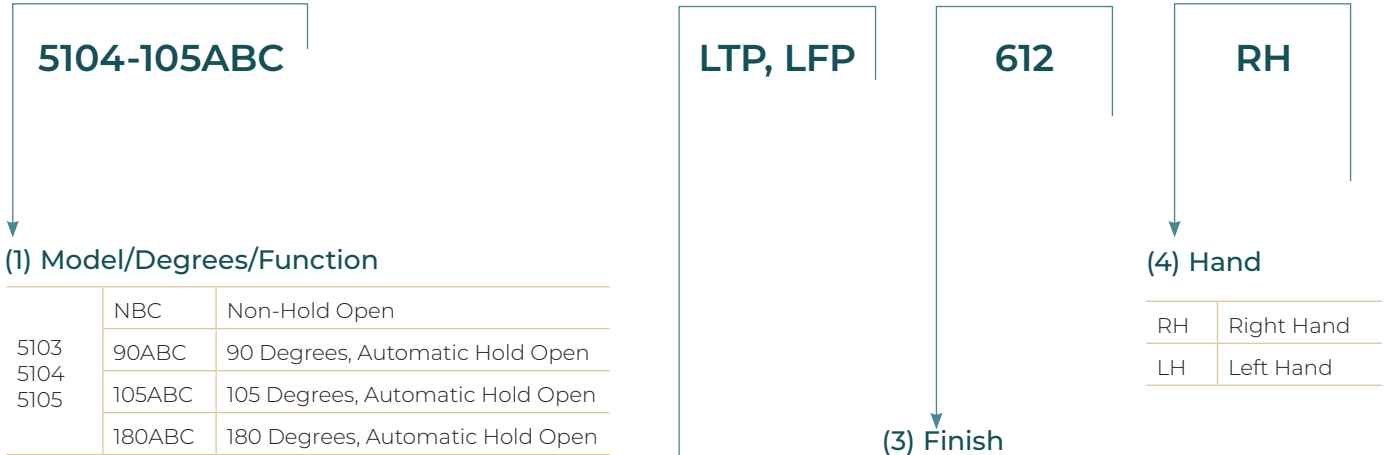 5104-105ABC LTP, LFP 612 RH
(1) Model/Degrees/Function
(4) Hand
5103
5104
5105
NBC Non-Hold Open
90ABC 90 Degrees, Automatic Hold Open
105ABC 105 Degrees, Automatic Hold Open
180ABC 180 Degrees, Automatic Hold Open
RH Right Hand
LH Left Hand
(3) Finish